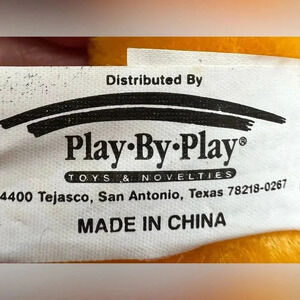 Distributed By
Play·By·Play®
TOYS & NOVELTIES
4400 Tejasco, San Antonio, Texas 78218-0267
MADE IN CHINA